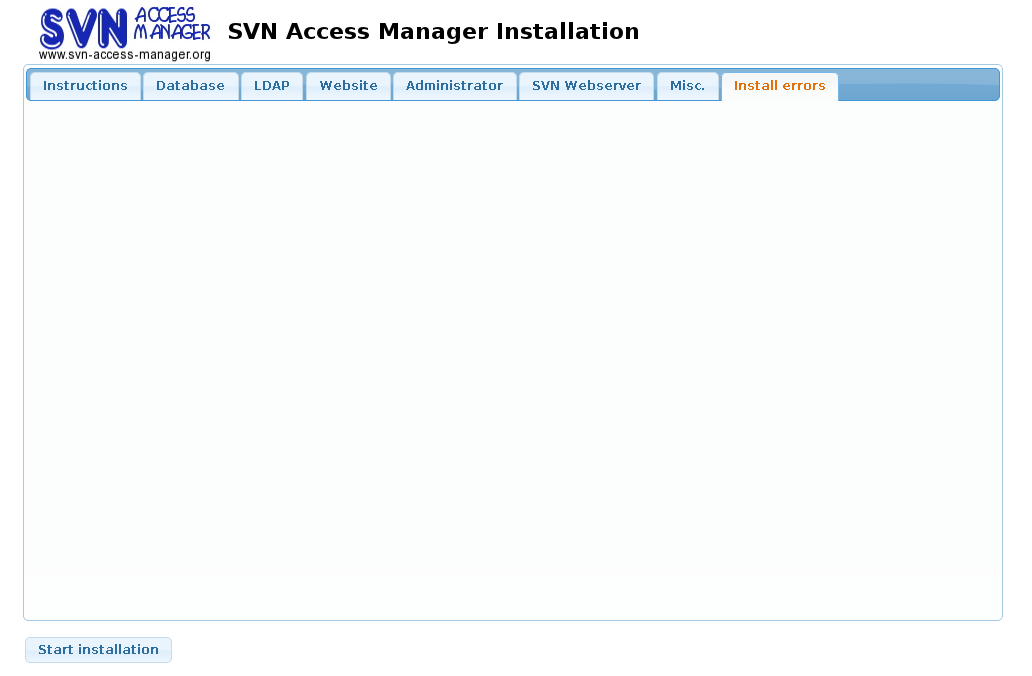 SVN ACCESS MANAGER
www.svn-access-manager.org
SVN Access Manager Installation
Instructions Database LDAP Website Administrator SVN Webserver Misc. Install errors
Start installation